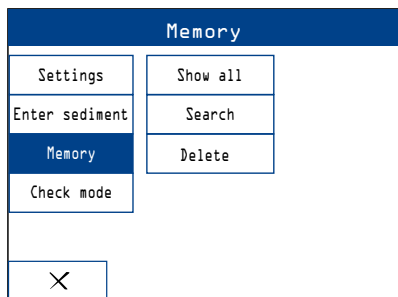 Memory
Settings
Enter sediment
Memory
Check mode
Show all
Search
Delete